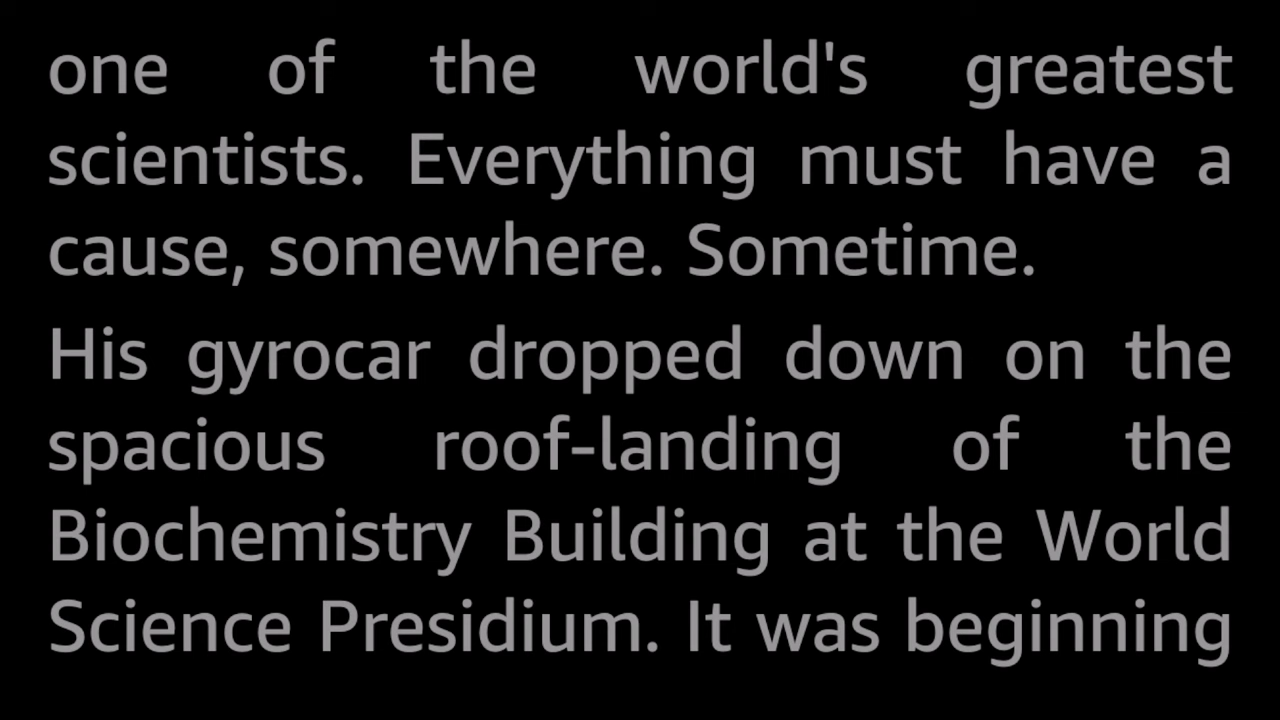 one of the world's greatest
scientists. Everything must have a
cause, somewhere. Sometime.
His gyrocar dropped down on the
spacious roof-landing of the
Biochemistry Building at the World
Science Presidium. It was beginning